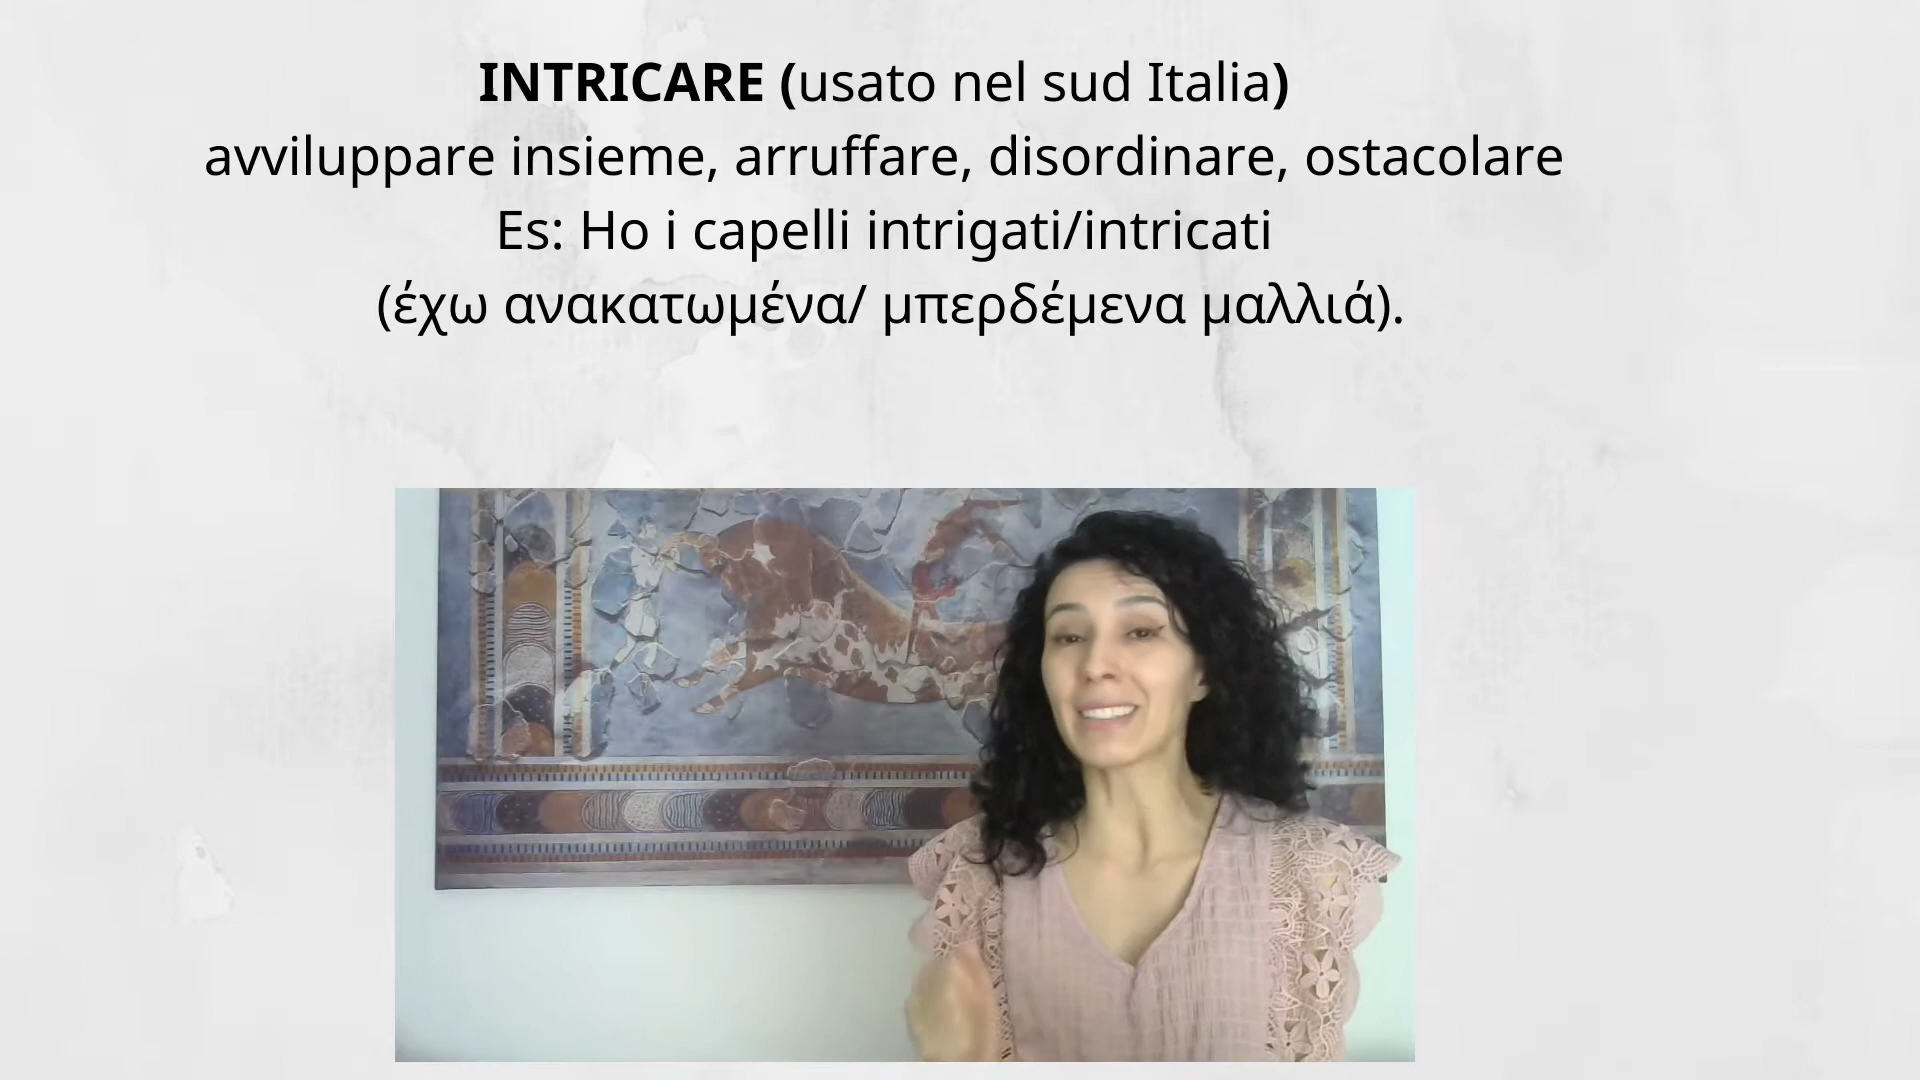 INTRICARE (usato nel sud Italia)
avviluppare insieme, arruffare, disordinare, ostacolare
Es: Ho i capelli intrigati/intricati
(έχω ανακατωμένα/ μπερδέμενα μαλλιά).